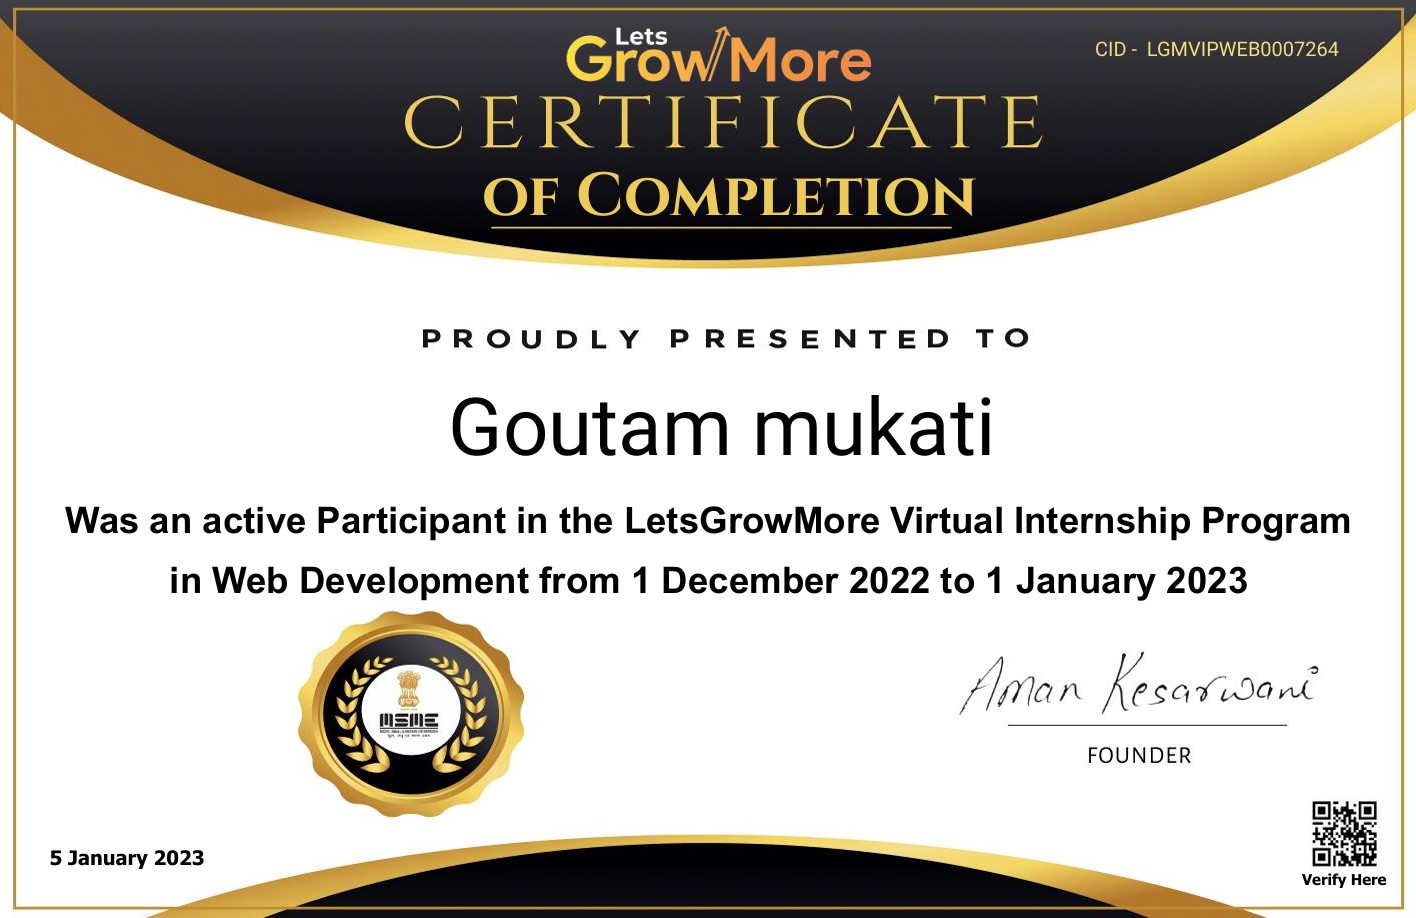 Lets
GrowMore
CID - LGMVIPWEB0007264
CERTIFICATE
OF COMPLETION
PROUDLY PRESENTED TO
Goutam mukati
Was an active Participant in the LetsGrowMore Virtual Internship Program
in Web Development from 1 December 2022 to 1 January 2023
MSME
Aman Kesarwani
FOUNDER
5 January 2023
Verify Here